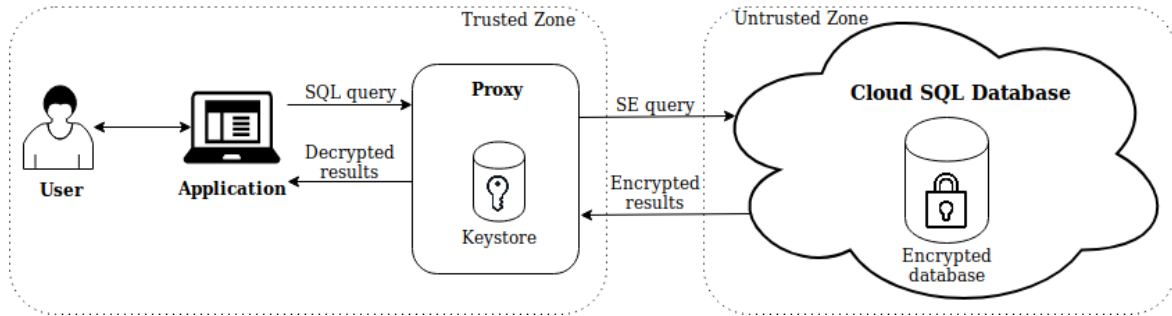 Trusted Zone
Untrusted Zone
User
Application
SQL query
Decrypted
results
Proxy
Keystore
SE query
Encrypted
results
Cloud SQL Database
Encrypted
database